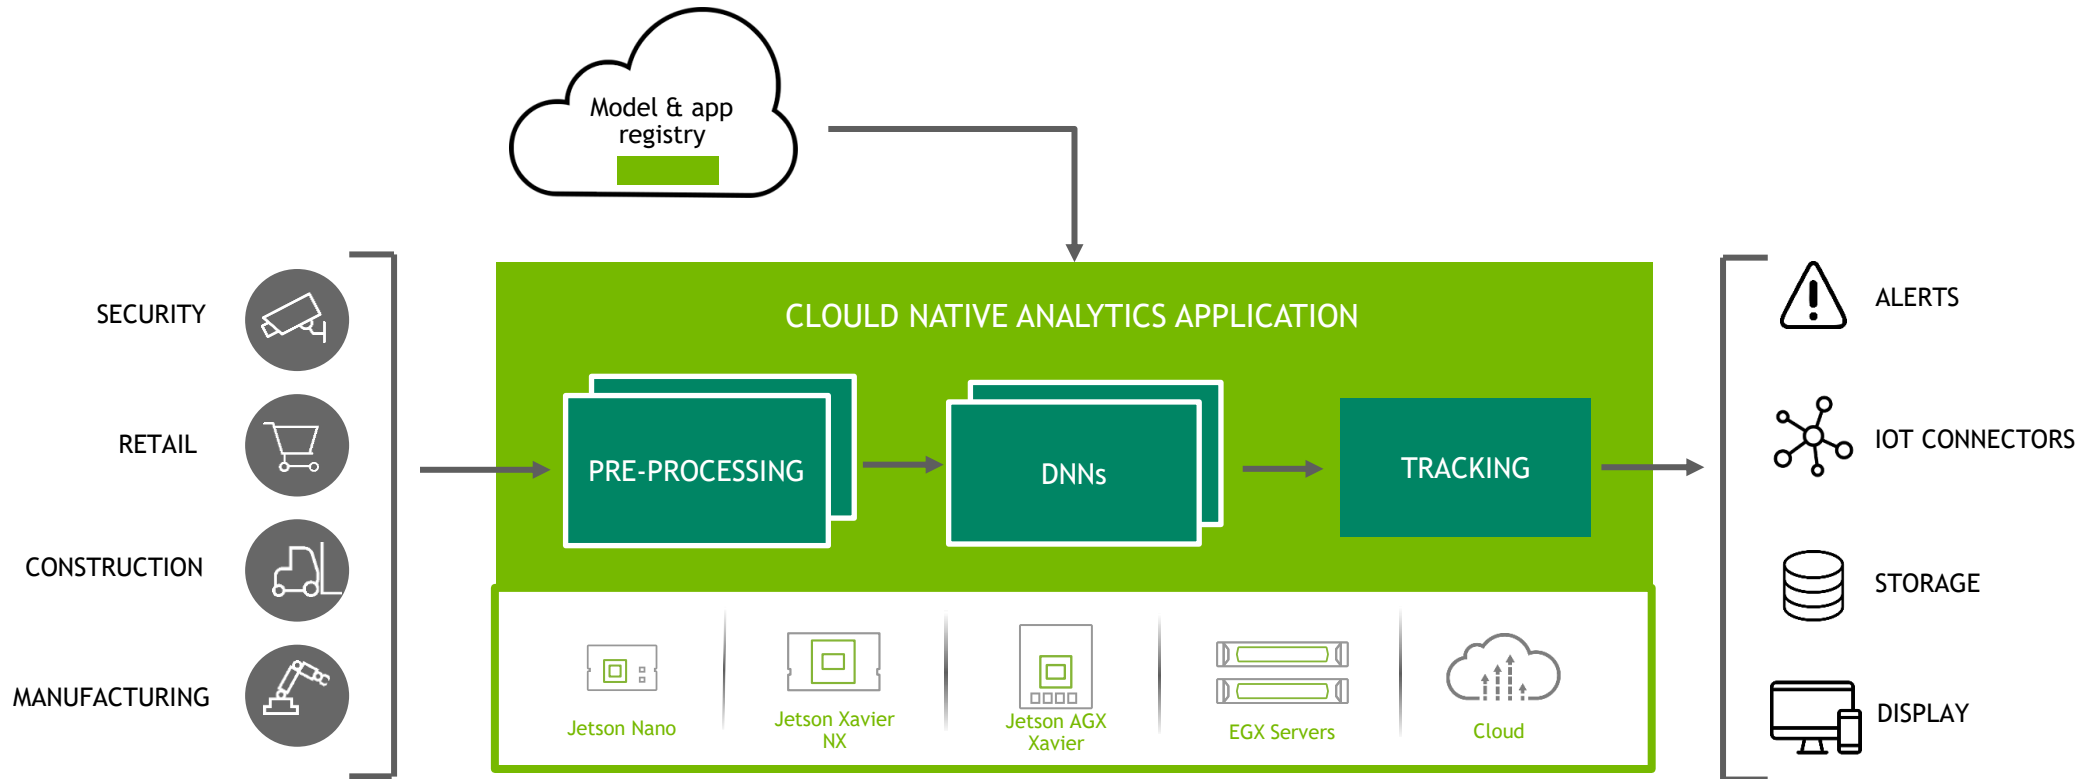 Model & app
registry
SECURITY
RETAIL
CONSTRUCTION
MANUFACTURING
CLOULD NATIVE ANALYTICS APPLICATION
PRE-PROCESSING
DNNs
TRACKING
Jetson Nano
Jetson Xavier
NX
Jetson AGX
Xavier
EGX Servers
Cloud
ALERTS
IOT CONNECTORS
STORAGE
DISPLAY